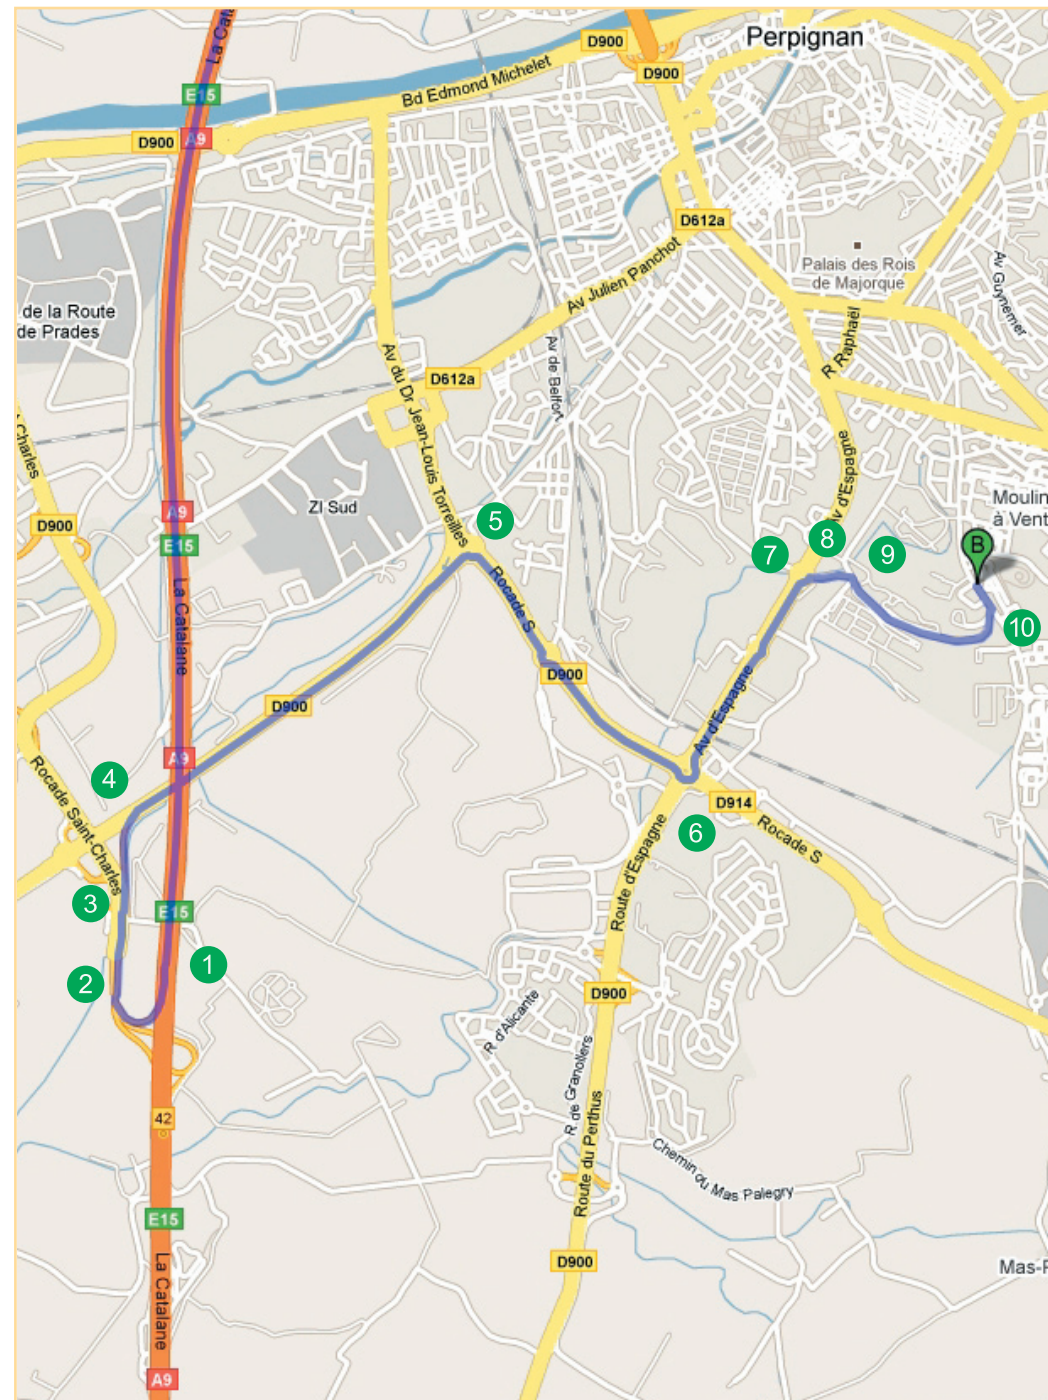 La Cat
D900
Perpignan
D900
E15
Bd Edmond Michelet
D900
A9
D612a
Palais des Rois
de Majorque
Av Guynemer
Av Julien Panchot
de la Route
de Prades
R Raphaël
Av de Belfort
D612a
Av du Dr Jean-Louis Torreilles
Charles
Av d'Espagne
Moulin
à Vent
ZI Sud
A9
D900
E15
5
8
7
9
B
10
Rocade S
La Catalane
D900
D900
Av d'Espagne
A9
4
Rocade Saint-Charles
D914
Rocade S
6
Route d'Espagne
3
E15
1
2
D900
R d'Alicante
R de Granollers
42
Route du Perthus
Chemin du Mas Palegry
E15
La Catalane
D900
Mas-
A9